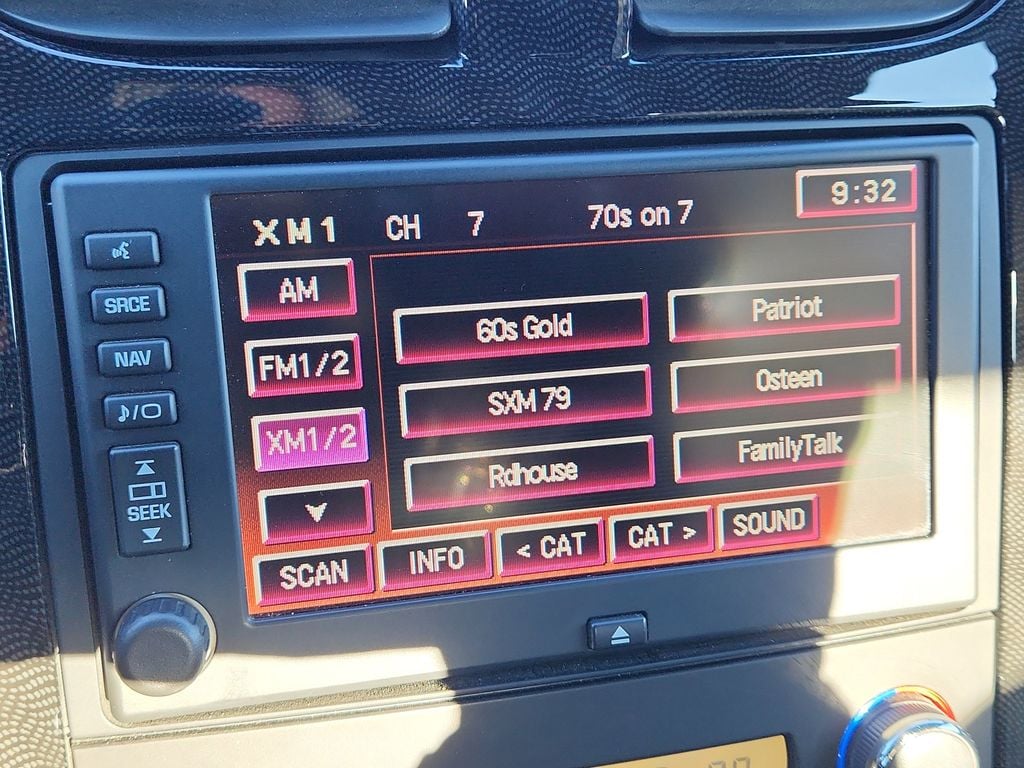 XM1 CH 7 70s on 7 9:32
AM
FM1/2
XM1/2
60s Gold
Patriot
SXM 79
Osteen
Rdhouse
FamilyTalk
SCAN
INFO
< CAT
CAT >
SOUND
SRCE
NAV
♪/O
SEEK